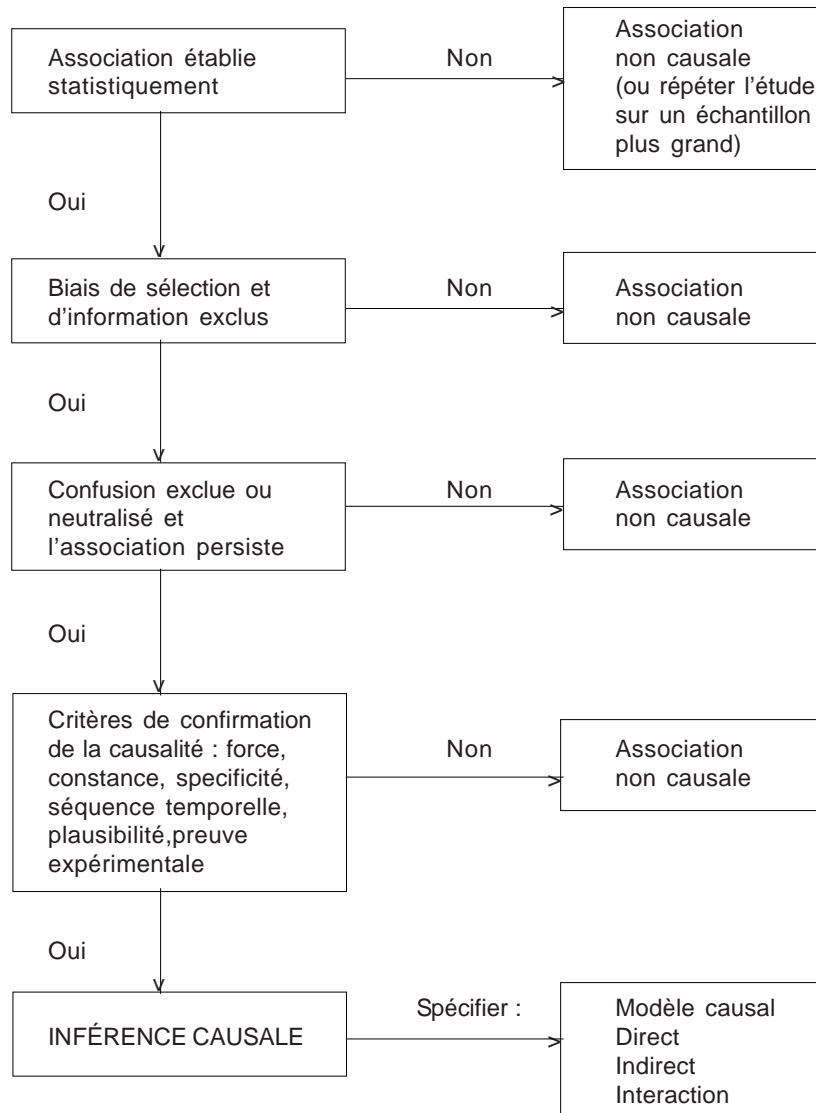 Association établie
statistiquement
Non
Association
non causale
(ou répéter l'étude
sur un échantillon
plus grand)
Oui
Biais de sélection et
d'information exclus
Non
Association
non causale
Oui
Confusion exclue ou
neutralisé et
l'association persiste
Non
Association
non causale
Oui
Critères de confirmation
de la causalité : force,
constance, specificité,
séquence temporelle,
plausibilité,preuve
expérimentale
Non
Association
non causale
Oui
INFÉRENCE CAUSALE
Spécifier :
Modèle causal
Direct
Indirect
Interaction